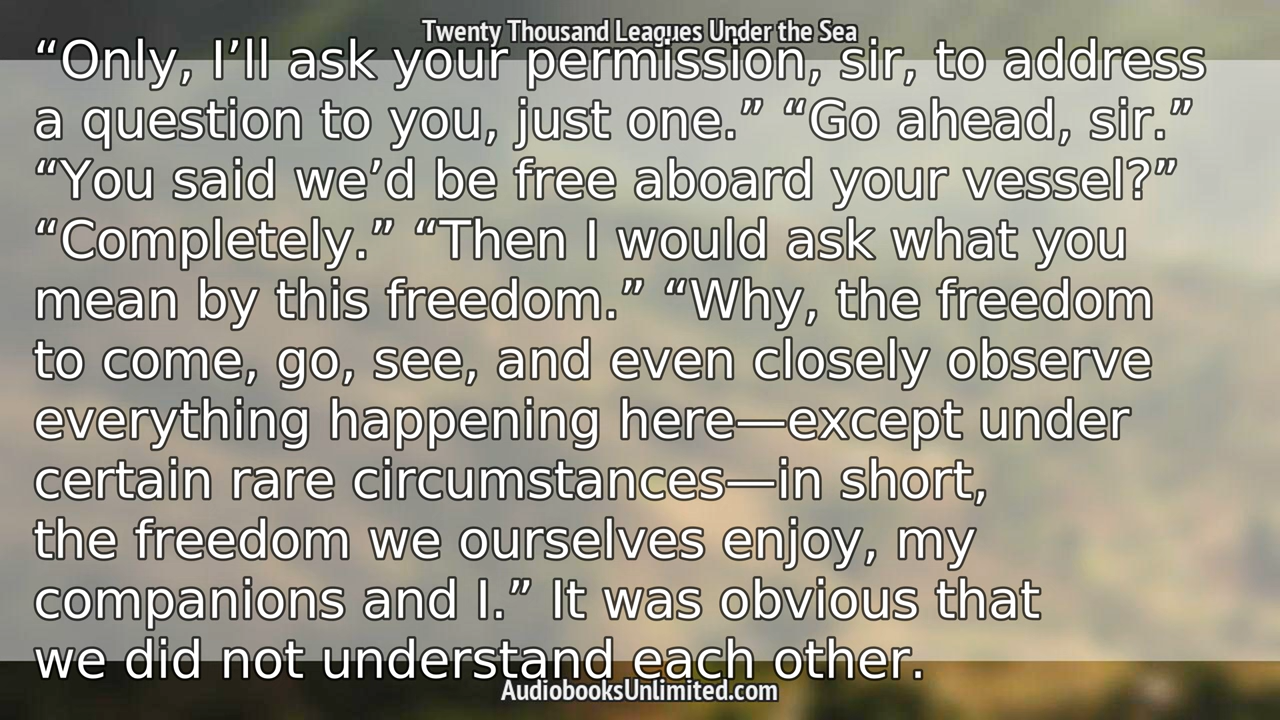 Twenty Thousand Leagues Under the Sea
“Only, I’ll ask your permission, sir, to address
a question to you, just one.” “Go ahead, sir.”
“You said we’d be free aboard your vessel?”
“Completely.” “Then I would ask what you
mean by this freedom.” “Why, the freedom
to come, go, see, and even closely observe
everything happening here—except under
certain rare circumstances—in short,
the freedom we ourselves enjoy, my
companions and I.” It was obvious that
we did not understand each other.
AudiobooksUnlimited.com